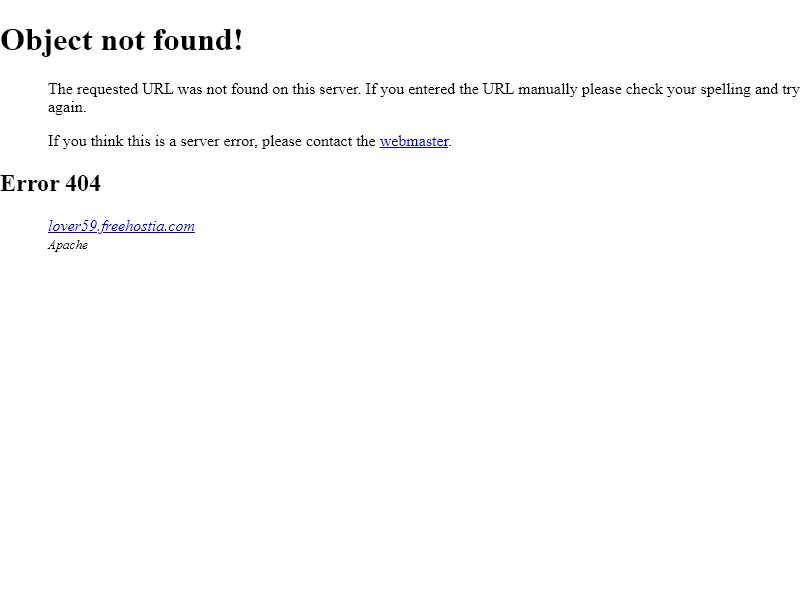 Object not found!
The requested URL was not found on this server. If you entered the URL manually please check your spelling and try
again.
If you think this is a server error, please contact the webmaster.
Error 404
lover59.freehostia.com
Apache